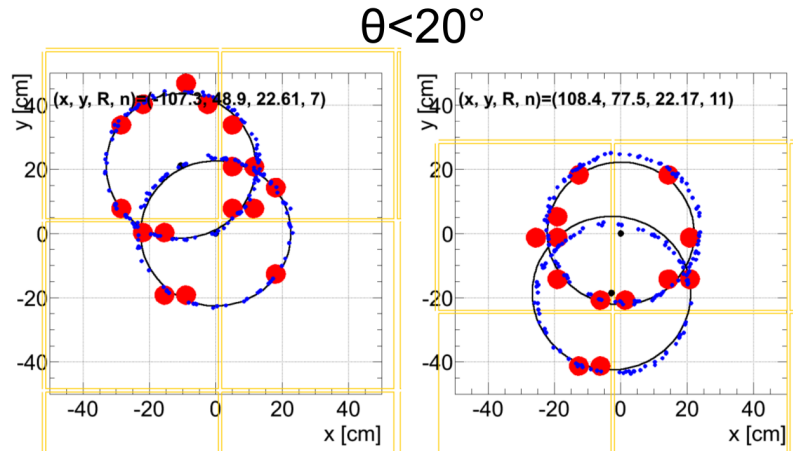 θ<20°
(x, y, R, n)=(-107.3, 48.9, 22.61, 7)
y [cm]
40
20
0
-20
-40
-40 -20 0 20 40
x [cm]
(x, y, R, n)=(108.4, 77.5, 22.17, 11)
y [cm]
40
20
0
-20
-40
-40 -20 0 20 40
x [cm]